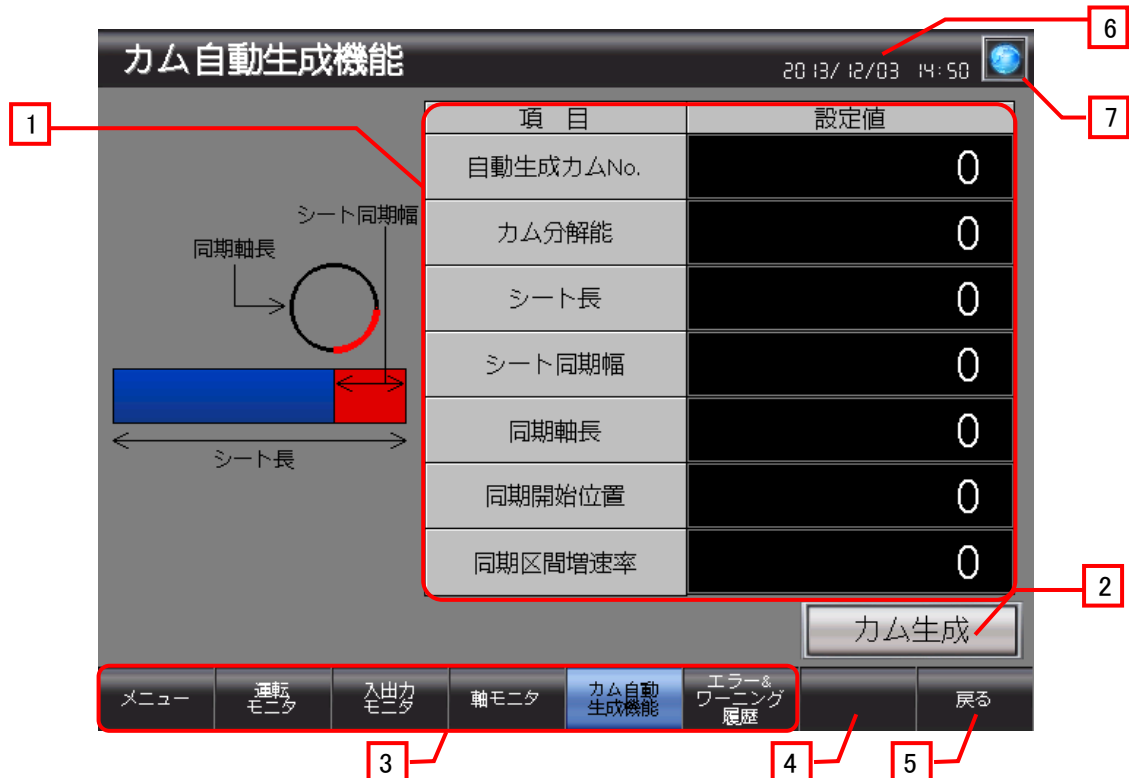 6
カム自動生成機能
2013/12/03 14:50
7
1
項 目
設定値
自動生成カムNo.
0
カム分解能
0
シート長
0
シート同期幅
0
同期軸長
0
同期開始位置
0
同期区間増速率
0
シート同期幅
同期軸長
シート長
2
カム生成
メニュー
運転
モニタ
入出力
モニタ
軸モニタ
カム自動
生成機能
エラー&
ワーニング
履歴
戻る
3
4
5